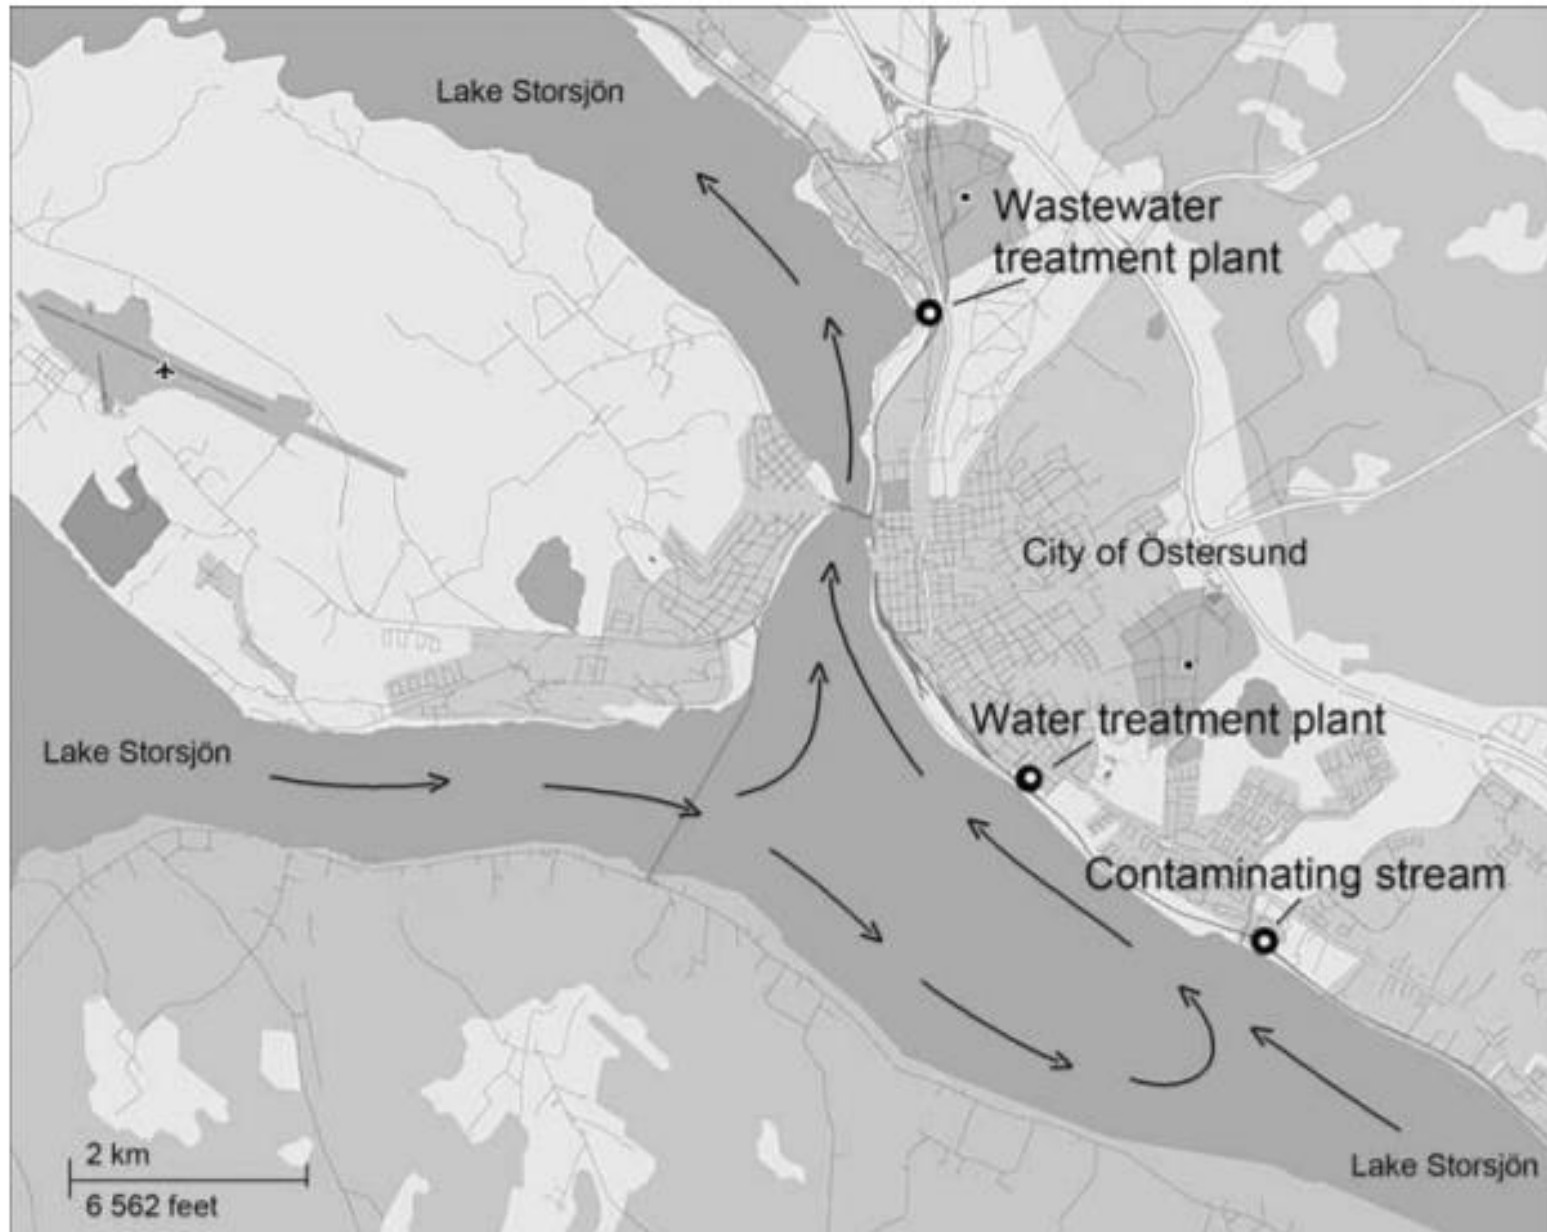 Lake Storsjön
Wastewater
treatment plant
City of Östersund
Water treatment plant
Lake Storsjön
Contaminating stream
2 km
6 562 feet
Lake Storsjön